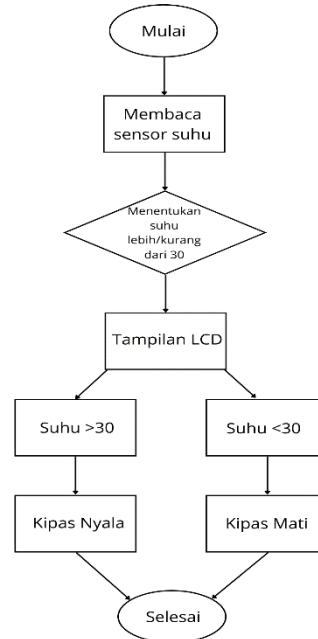 Mulai
Membaca
sensor suhu
Menentukan
suhu
lebih/kurang
dari 30
Tampilan LCD
Suhu >30
Suhu <30
Kipas Nyala
Kipas Mati
Selesai